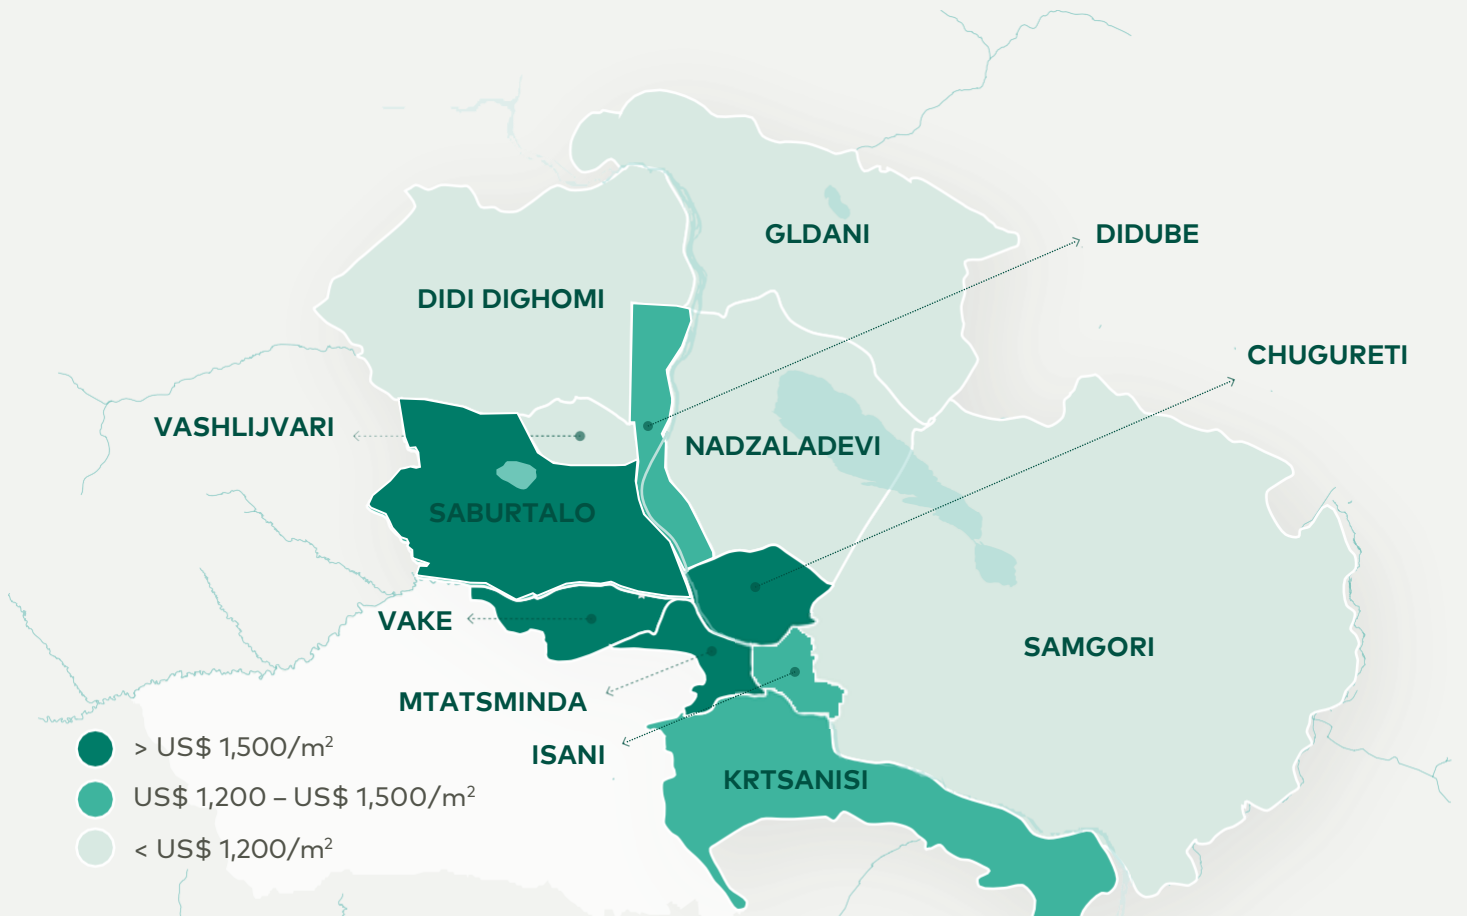 GLDANI
DIDUBE
DIDI DIGHOMI
CHUGURETI
VASHLIJVARI
NADZALADEVI
SABURTALO
VAKE
SAMGORI
MTATSMINDA
ISANI
KRTSANISI
> US$ 1,500/m²
US$ 1,200 – US$ 1,500/m²
< US$ 1,200/m²